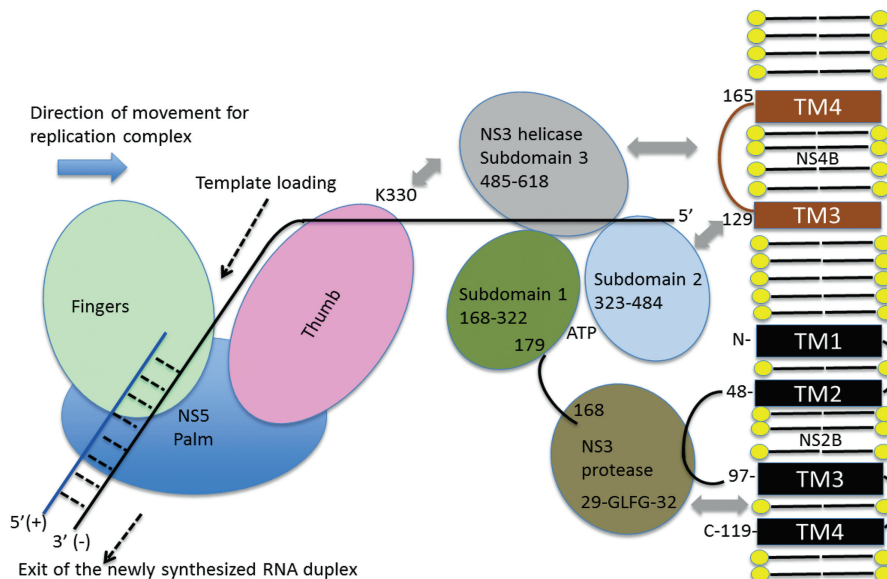 Direction of movement for
replication complex
Template loading
K330
Fingers
Thumb
NS5
Palm
5’(+)
3’ (-)
Exit of the newly synthesized RNA duplex
NS3 helicase
Subdomain 3
485-618
5’
Subdomain 1
168-322
179
ATP
Subdomain 2
323-484
168
NS3
protease
29-GLFG-32
165
TM4
NS4B
129
TM3
N-
TM1
48-
TM2
NS2B
97-
TM3
C-119-
TM4